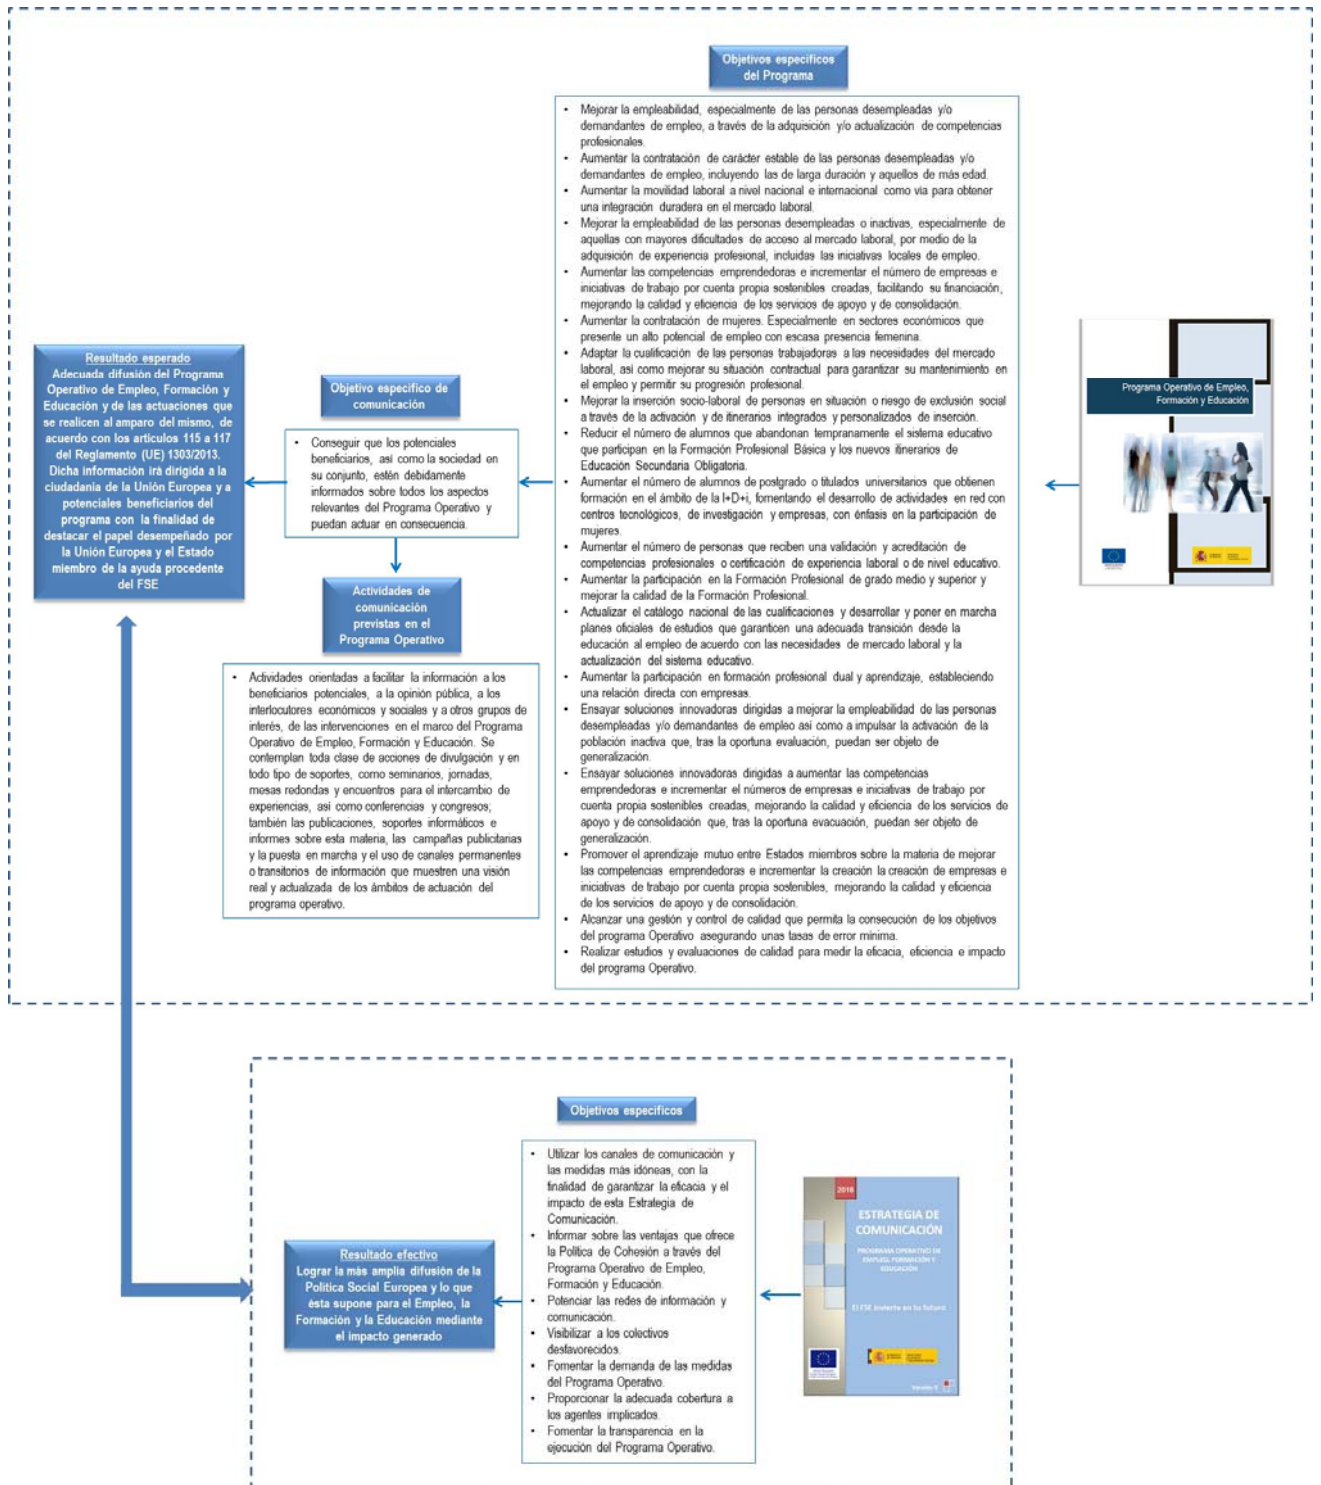 Objetivos específicos
del Programa
• Mejorar la empleabilidad, especialmente de las personas desempleadas y/o
demandantes de empleo, a través de la adquisición y/o actualización de competencias
profesionales.
• Aumentar la contratación de carácter estable de las personas desempleadas y/o
demandantes de empleo, incluyendo las de larga duración y aquellos de más edad.
• Aumentar la movilidad laboral a nivel nacional e internacional como vía para obtener
una integración duradera en el mercado laboral.
• Mejorar la empleabilidad de las personas desempleadas o inactivas, especialmente de
aquellas con mayores dificultades de acceso al mercado laboral, por medio de la
adquisición de experiencia profesional, incluidas las iniciativas locales de empleo.
• Aumentar las competencias emprendedoras e incrementar el número de empresas e
iniciativas de trabajo por cuenta propia sostenibles creadas, facilitando su financiación,
mejorando la calidad y eficiencia de los servicios de apoyo y de consolidación.
• Aumentar la contratación de mujeres. Especialmente en sectores económicos que
presente un alto potencial de empleo con escasa presencia femenina.
• Adaptar la cualificación de las personas trabajadoras a las necesidades del mercado
laboral, así como mejorar su situación contractual para garantizar su mantenimiento en
el empleo y permitir su progresión profesional.
• Mejorar la inserción socio-laboral de personas en situación o riesgo de exclusión social
a través de la activación y de itinerarios integrados y personalizados de inserción.
• Reducir el número de alumnos que abandonan tempranamente el sistema educativo
que participan en la Formación Profesional Básica y los nuevos itinerarios de
Educación Secundaria Obligatoria.
• Aumentar el número de alumnos de postgrado o titulados universitarios que obtienen
formación en el ámbito de la I+D+i, fomentando el desarrollo de actividades en red con
centros tecnológicos, de investigación y empresas, con énfasis en la participación de
mujeres.
• Aumentar el número de personas que reciben una validación y acreditación de
competencias profesionales o certificación de experiencia laboral o de nivel educativo.
• Aumentar la participación en la Formación Profesional de grado medio y superior y
mejorar la calidad de la Formación Profesional.
• Actualizar el catálogo nacional de las cualificaciones y desarrollar y poner en marcha
planes oficiales de estudios que garanticen una adecuada transición desde la
educación al empleo de acuerdo con las necesidades de mercado laboral y la
actualización del sistema educativo.
• Aumentar la participación en formación profesional dual y aprendizaje, estableciendo
una relación directa con empresas.
• Ensayar soluciones innovadoras dirigidas a mejorar la empleabilidad de las personas
desempleadas y/o demandantes de empleo así como a impulsar la activación de la
población inactiva que, tras la oportuna evaluación, puedan ser objeto de
generalización.
• Ensayar soluciones innovadoras dirigidas a aumentar las competencias
emprendedoras e incrementar el números de empresas e iniciativas de trabajo por
cuenta propia sostenibles creadas, mejorando la calidad y eficiencia de los servicios de
apoyo y de consolidación que, tras la oportuna evacuación, puedan ser objeto de
generalización.
• Promover el aprendizaje mutuo entre Estados miembros sobre la materia de mejorar
las competencias emprendedoras e incrementar la creación la creación de empresas e
iniciativas de trabajo por cuenta propia sostenibles, mejorando la calidad y eficiencia
de los servicios de apoyo y de consolidación.
• Alcanzar una gestión y control de calidad que permita la consecución de los objetivos
del programa Operativo asegurando unas tasas de error mínima.
• Realizar estudios y evaluaciones de calidad para medir la eficacia, eficiencia e impacto
del programa Operativo.
Programa Operativo de Empleo,
Formación y Educación
Resultado esperado
Adecuada difusión del Programa
Operativo de Empleo, Formación y
Educación y de las actuaciones que
se realicen al amparo del mismo, de
acuerdo con los artículos 115 a 117
del Reglamento (UE) 1303/2013.
Dicha información irá dirigida a la
ciudadanía de la Unión Europea y a
potenciales beneficiarios del
programa con la finalidad de
destacar el papel desempeñado por
la Unión Europea y el Estado
miembro de la ayuda procedente
del FSE
Objetivo específico de
comunicación
• Conseguir que los potenciales
beneficiarios, así como la sociedad en
su conjunto, estén debidamente
informados sobre todos los aspectos
relevantes del Programa Operativo y
puedan actuar en consecuencia.
Actividades de
comunicación
previstas en el
Programa Operativo
• Actividades orientadas a facilitar la información a los
beneficiarios potenciales, a la opinión pública, a los
interlocutores económicos y sociales y a otros grupos de
interés, de las intervenciones en el marco del Programa
Operativo de Empleo, Formación y Educación. Se
contemplan toda clase de acciones de divulgación y en
todo tipo de soportes, como seminarios, jornadas,
mesas redondas y encuentros para el intercambio de
experiencias, así como conferencias y congresos;
también las publicaciones, soportes informáticos e
informes sobre esta materia, las campañas publicitarias
y la puesta en marcha y el uso de canales permanentes
o transitorios de información que muestren una visión
real y actualizada de los ámbitos de actuación del
programa operativo.
Objetivos específicos
• Utilizar los canales de comunicación y
las medidas más idóneas, con la
finalidad de garantizar la eficacia y el
impacto de esta Estrategia de
Comunicación.
• Informar sobre las ventajas que ofrece
la Política de Cohesión a través del
Programa Operativo de Empleo,
Formación y Educación.
• Potenciar las redes de información y
comunicación.
• Visibilizar a los colectivos
desfavorecidos.
• Fomentar la demanda de las medidas
del Programa Operativo.
• Proporcionar la adecuada cobertura a
los agentes implicados.
• Fomentar la transparencia en la
ejecución del Programa Operativo.
Resultado efectivo
Lograr la más amplia difusión de la
Política Social Europea y lo que
ésta supone para el Empleo, la
Formación y la Educación mediante
el impacto generado
2016
ESTRATEGIA DE
COMUNICACIÓN
PROGRAMA OPERATIVO DE
EMPLEO, FORMACIÓN Y
EDUCACIÓN
El FSE invierte en tu futuro